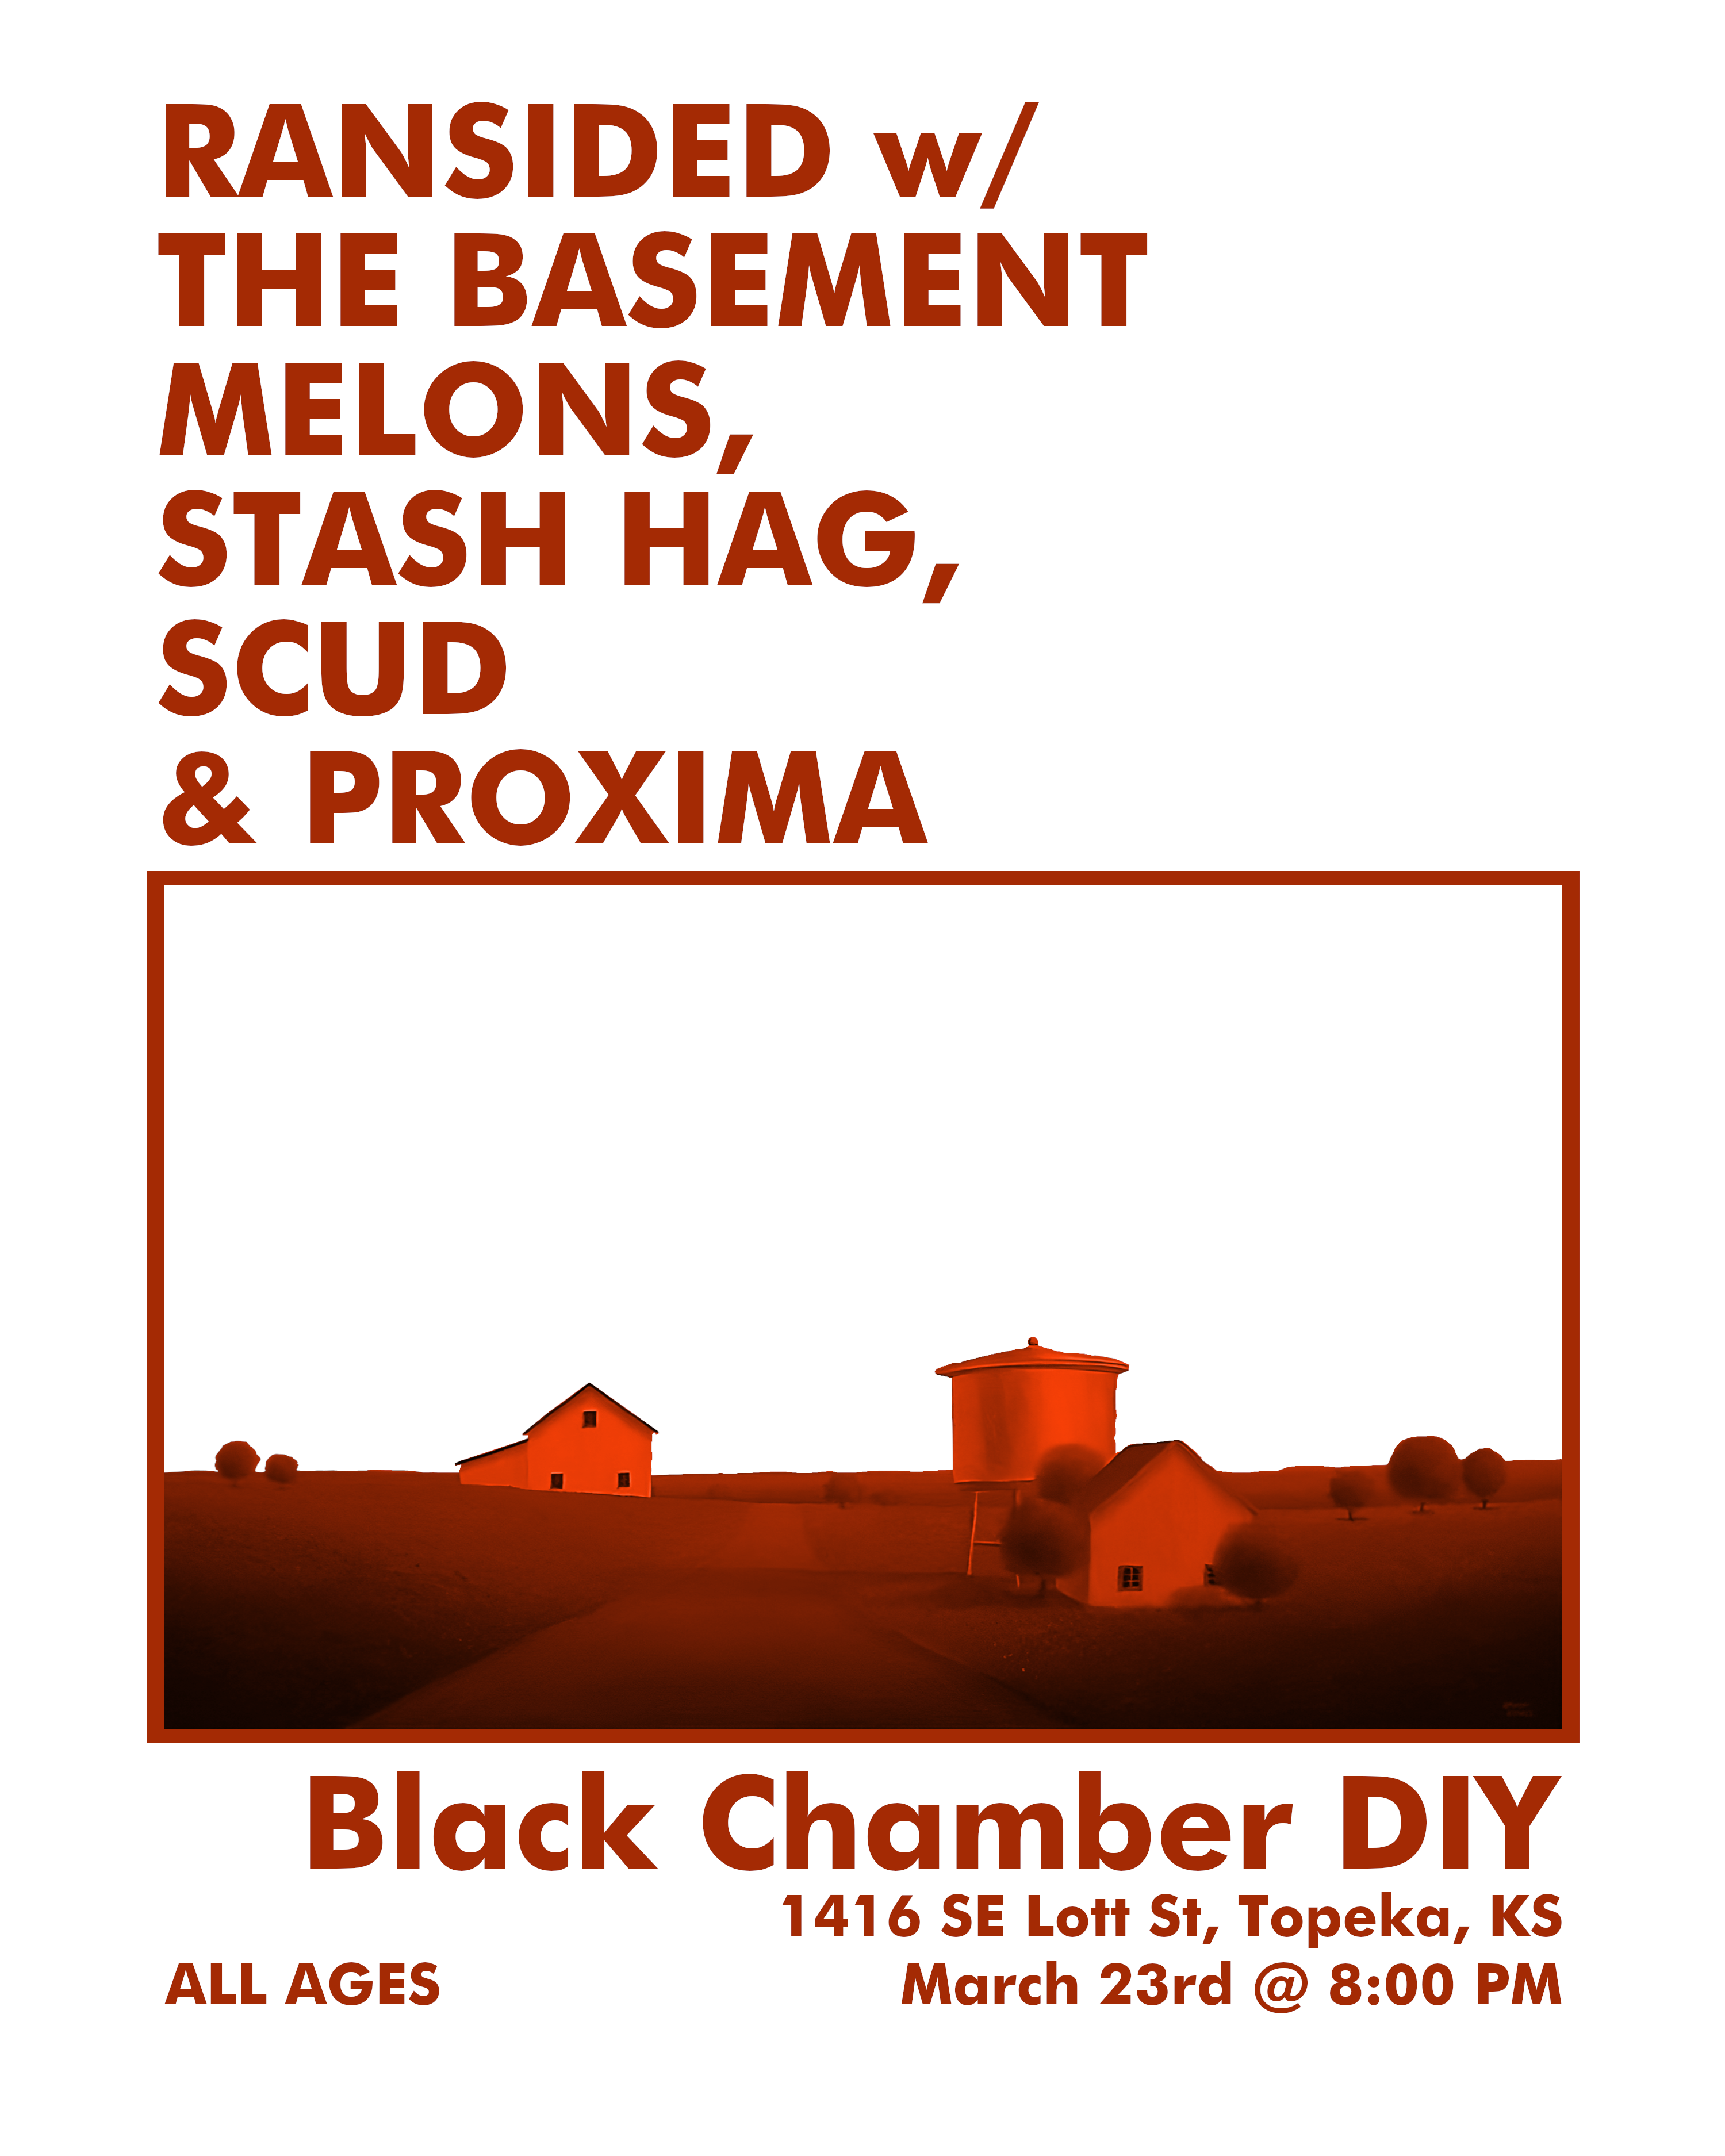 RANSIDED w/
THE BASEMENT
MELONS,
STASH HAG,
SCUD
& PROXIMA
Black Chamber DIY
1416 SE Lott St, Topeka, KS
ALL AGES
March 23rd @ 8:00 PM